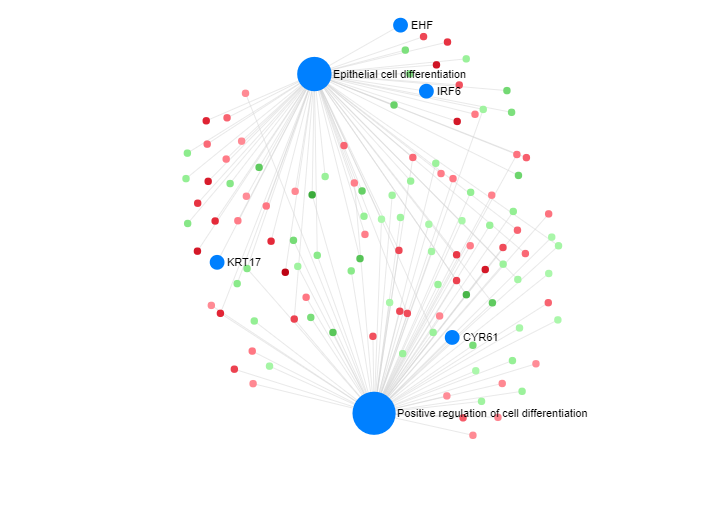 EHF
Epithelial cell differentiation
IRF6
KRT17
CYR61
Positive regulation of cell differentiation